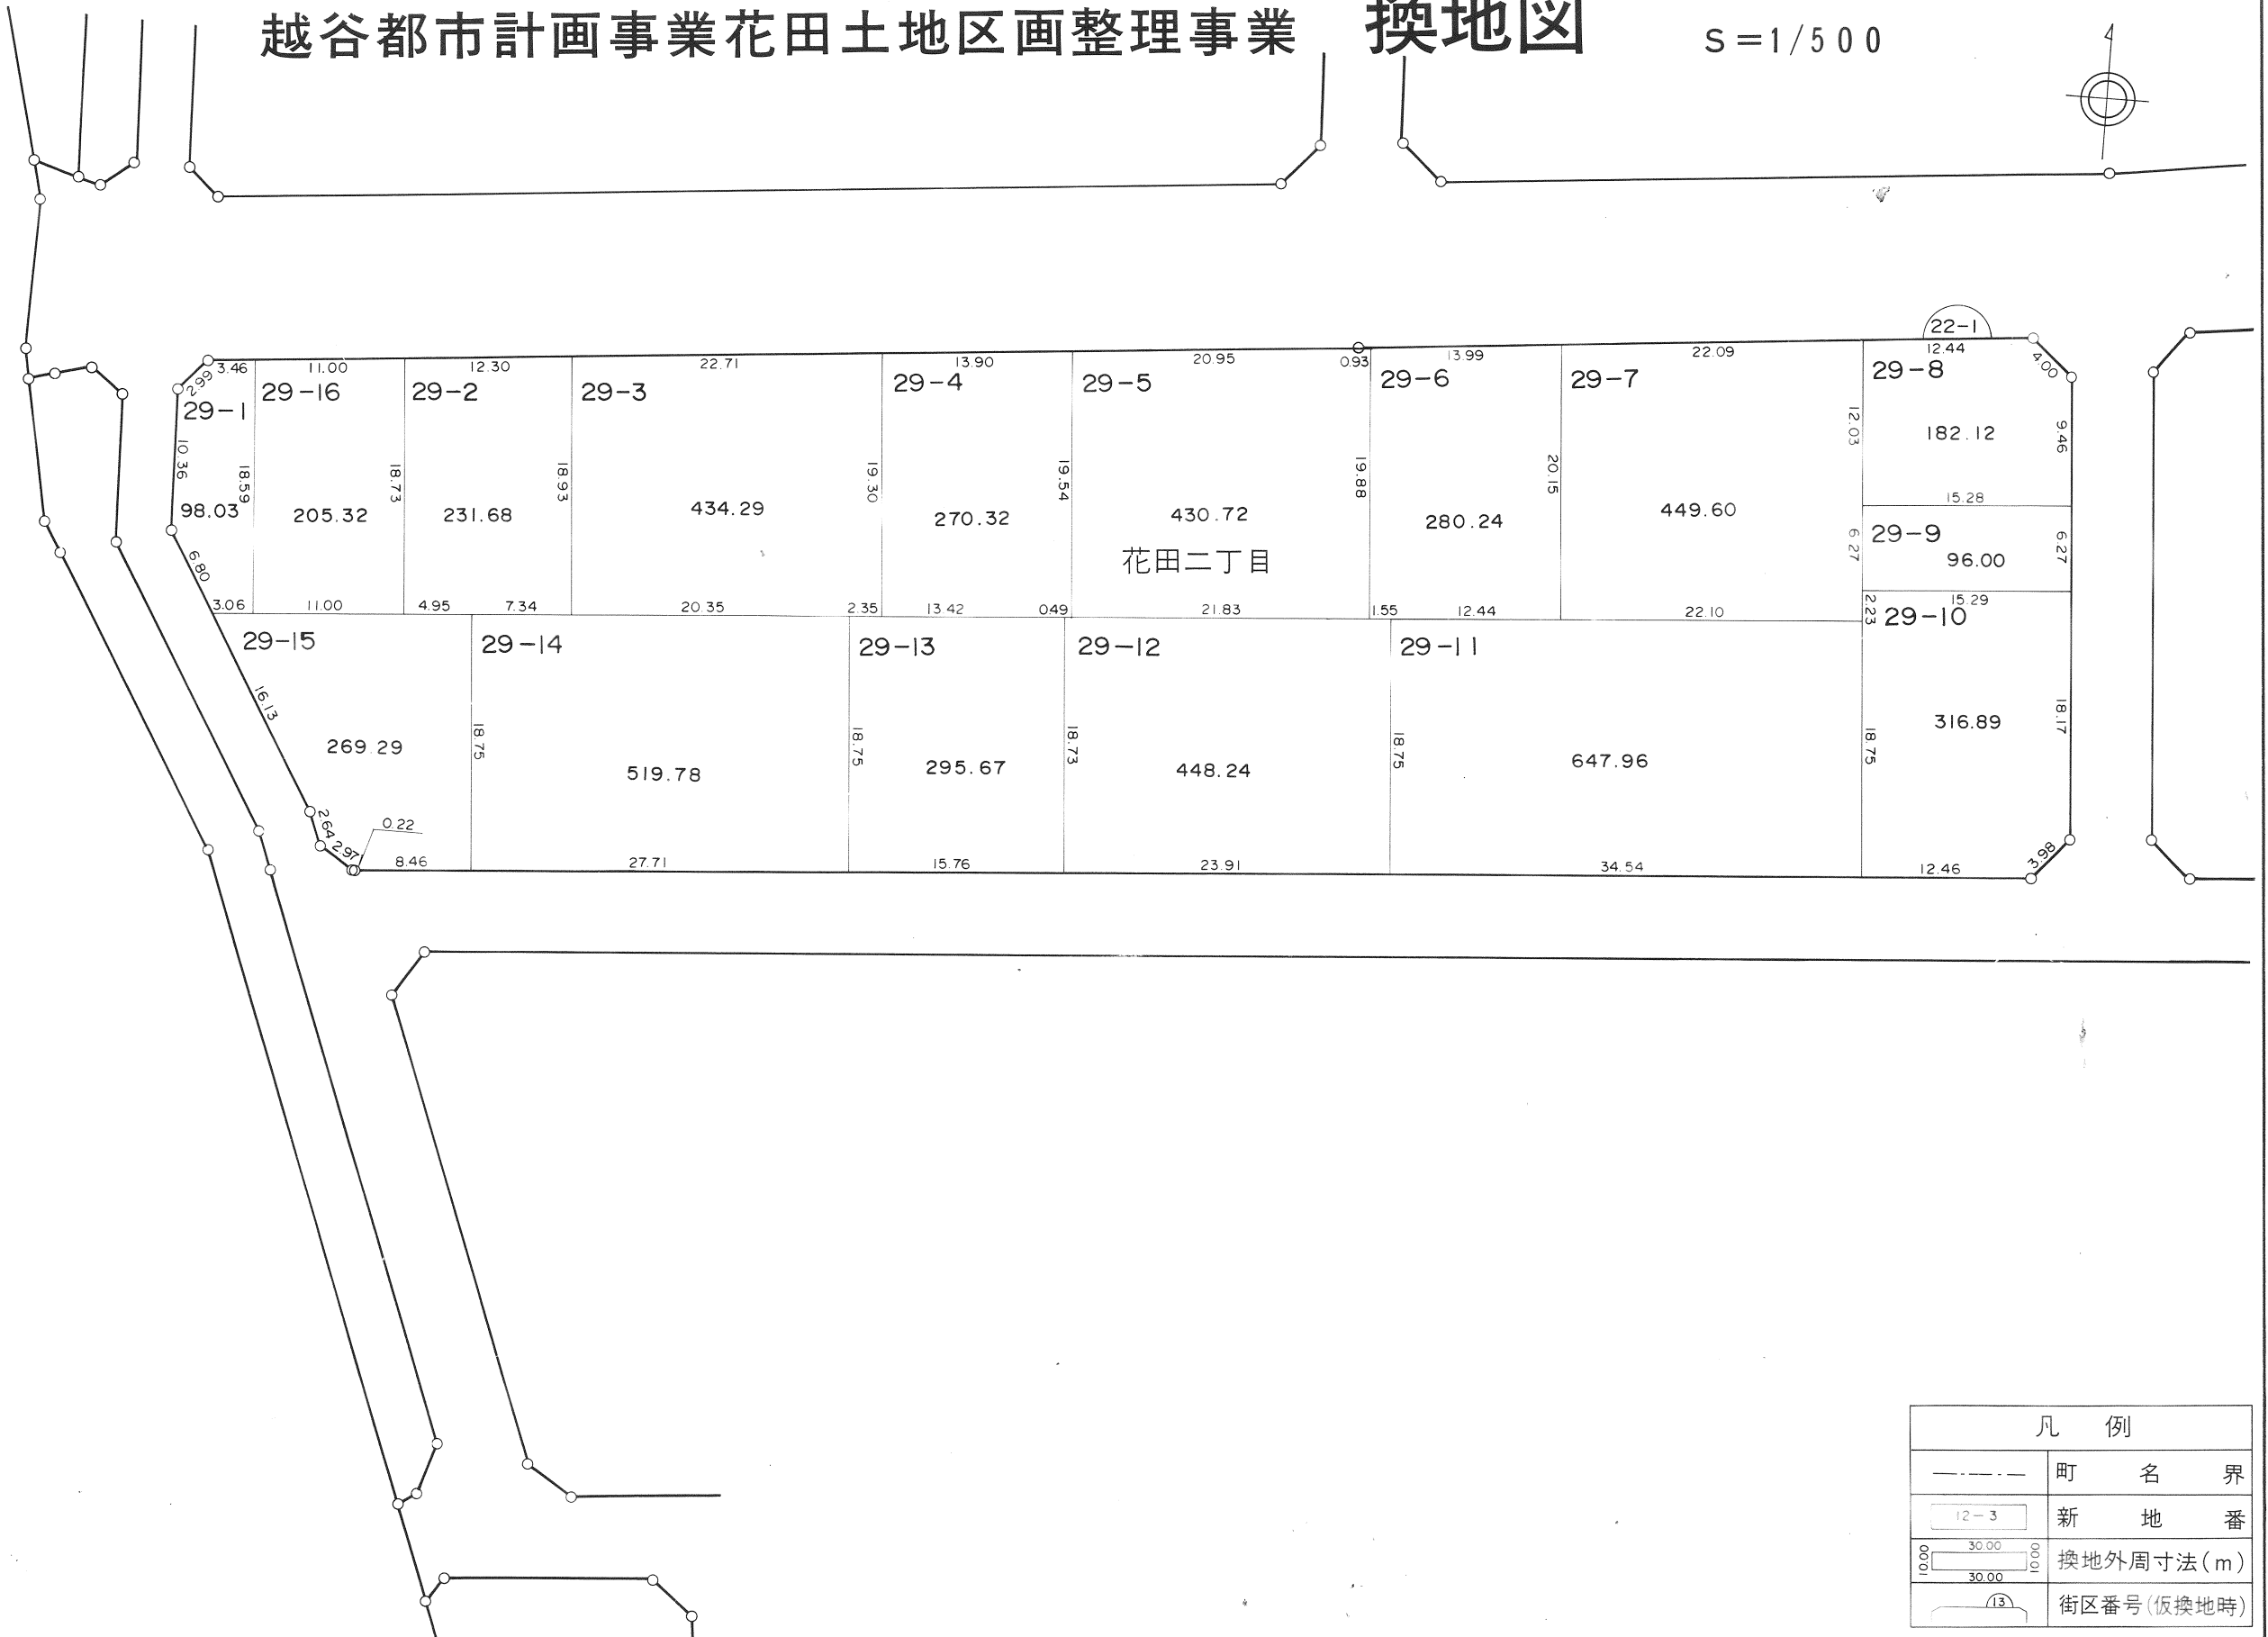 越谷都市計画事業花田土地区画整理事業 換地図 S=1/500
22-1
3.46 11.00 12.30 22.71 13.90 20.95 0.93 13.99 22.09 12.44
2.99 4.00
29-1 29-16 29-2 29-3 29-4 29-5 29-6 29-7 29-8
10.36 18.59 18.73 18.93 19.30 19.54 19.88 20.15 12.03 9.46
182.12
98.03 205.32 231.68 434.29 270.32 430.72 280.24 449.60
15.28
花田二丁目
29-9
6.27 96.00 6.27
6.80
3.06 11.00 4.95 7.34 20.35 2.35 13.42 0.49 21.83 1.55 12.44 22.10
15.29
2.23
29-15 29-14 29-13 29-12 29-11 29-10
16.13 18.75 18.75 18.73 18.75 18.75 18.17
269.29 519.78 295.67 448.24 647.96 316.89
2.64
2.97
0.22
8.46 27.71 15.76 23.91 34.54 12.46
3.98
凡例
町名界
12-3 新地番
30.00
10.00 10.00 換地外周寸法(m)
30.00
13 街区番号(仮換地時)